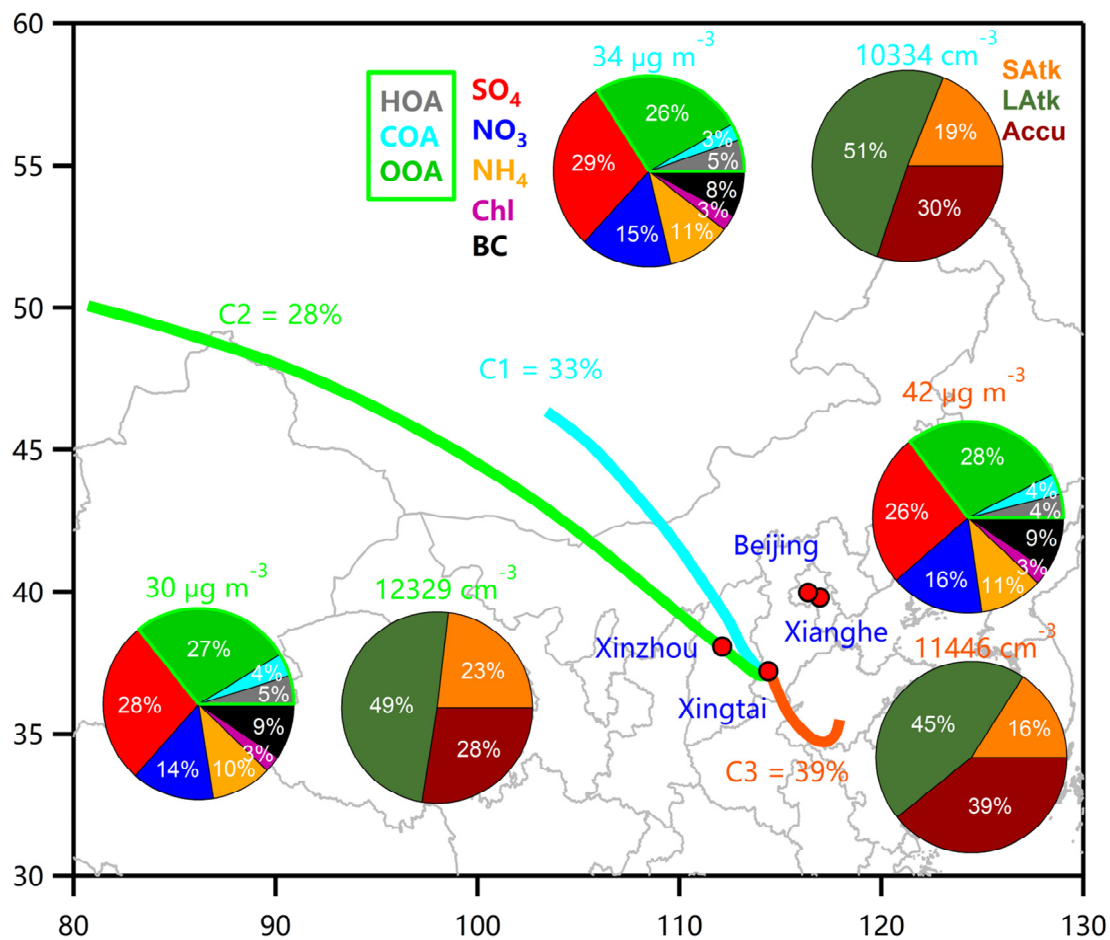 60
55
50
45
40
35
30
80
90
100
110
120
130
HOA
COA
OOA
SO₄
NO₃
NH₄
Chl
BC
34 µg m⁻³
26%
3%
5%
8%
3%
11%
15%
29%
10334 cm⁻³
51%
19%
30%
SAtk
LAtk
Accu
C2 = 28%
C1 = 33%
42 µg m⁻³
28%
4%
4%
9%
3%
11%
16%
26%
Beijing
Xianghe
Xinzhou
Xingtai
C3 = 39%
30 µg m⁻³
27%
4%
5%
9%
3%
10%
14%
28%
12329 cm⁻³
49%
23%
28%
11446 cm⁻³
45%
16%
39%